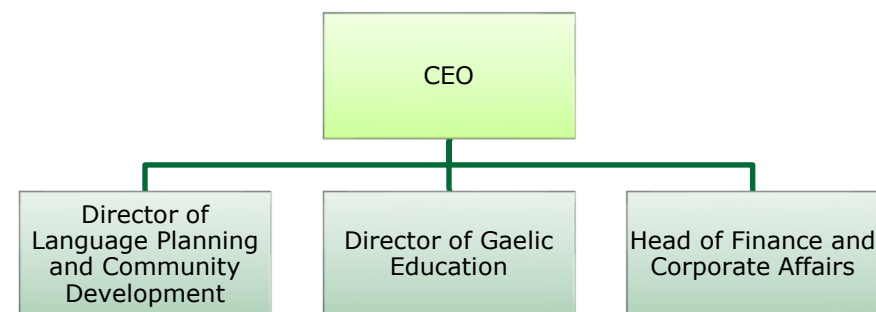 CEO
Director of
Language Planning
and Community
Development
Director of Gaelic
Education
Head of Finance and
Corporate Affairs